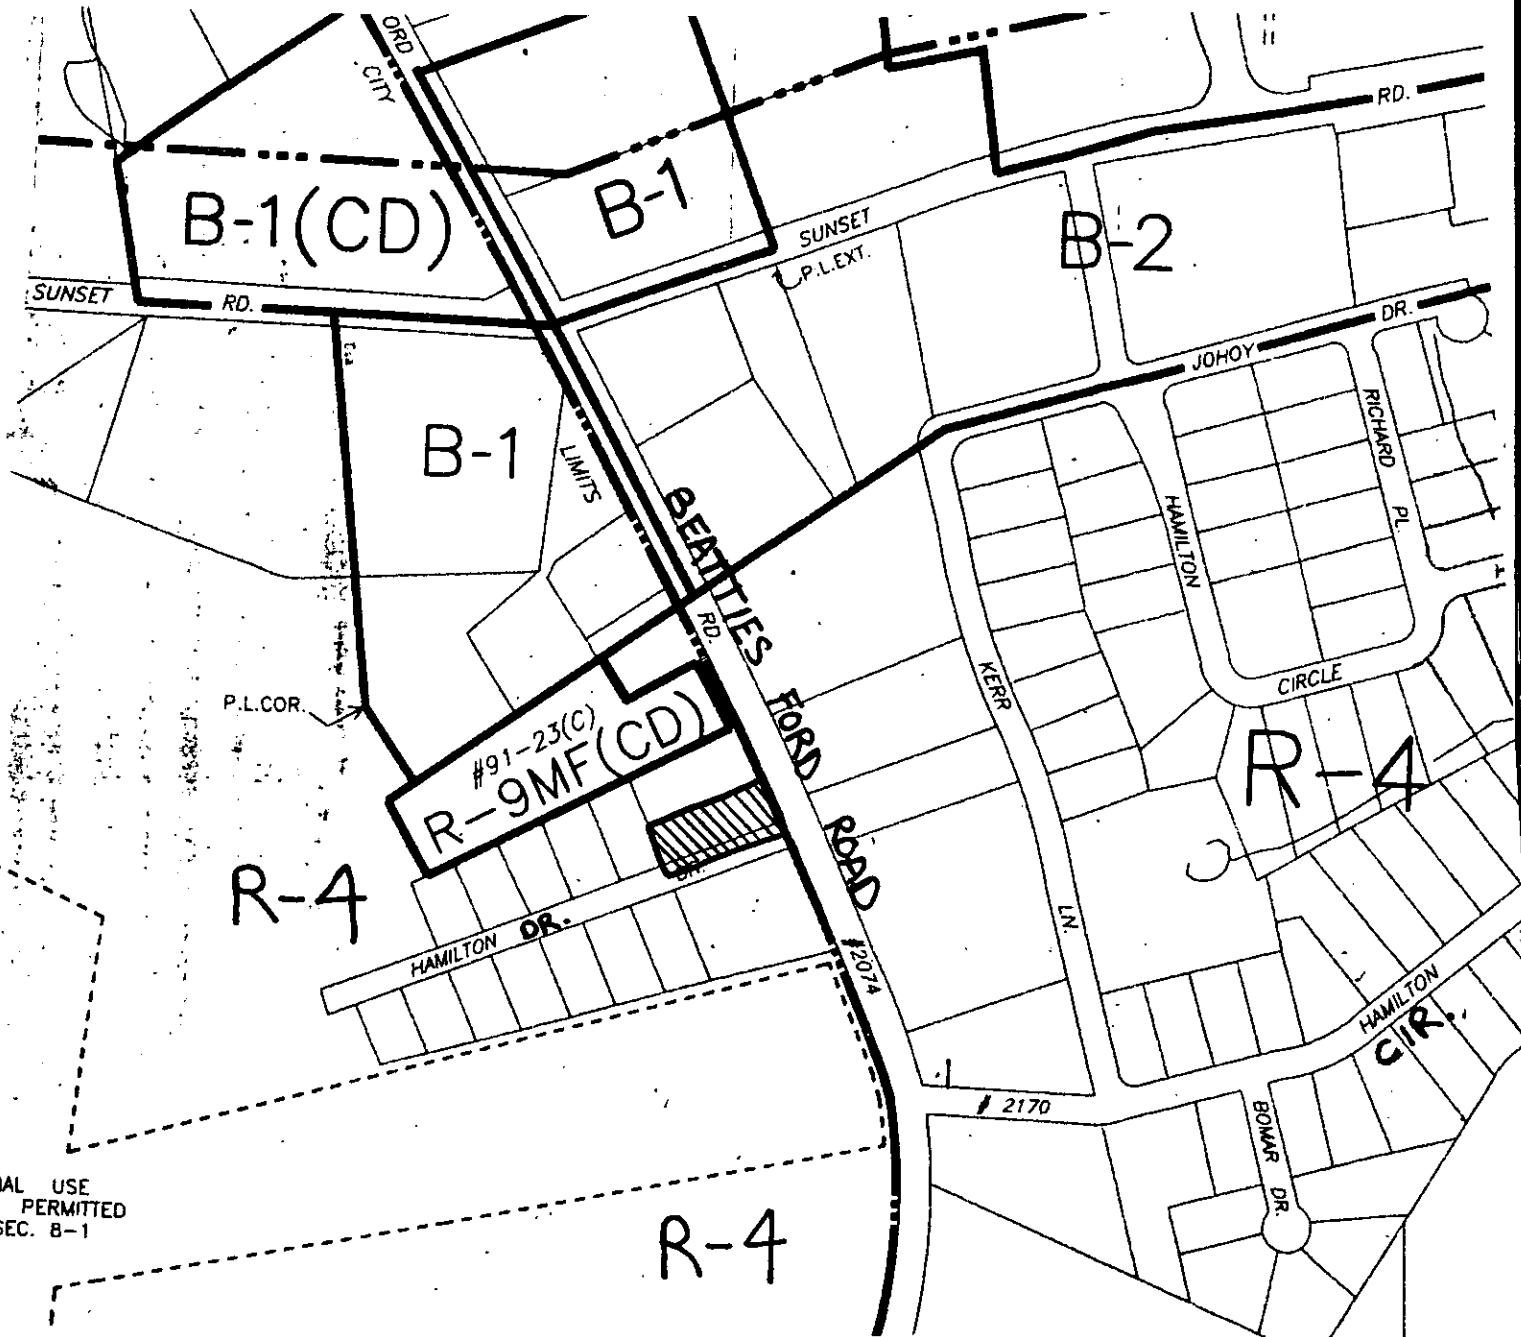 ORD
CITY
RD.
B-1(CD)
B-1
SUNSET
P.L.EXT.
B-2
SUNSET
RD.
DR.
JOHOY
RICHARD
PL.
B-1
LIMITS
BEATTIES
FORD
ROAD
RD.
HAMILTON
CIRCLE
KERR
LN.
P.L.COR.
#91-23(C)
R-9MF(CD)
R-4
R-4
DR.
HAMILTON
DR.
#2074
HAMILTON
CIR.
# 2170
BOMAR
DR.
USE
PERMITTED
SEC. 8-1
R-4